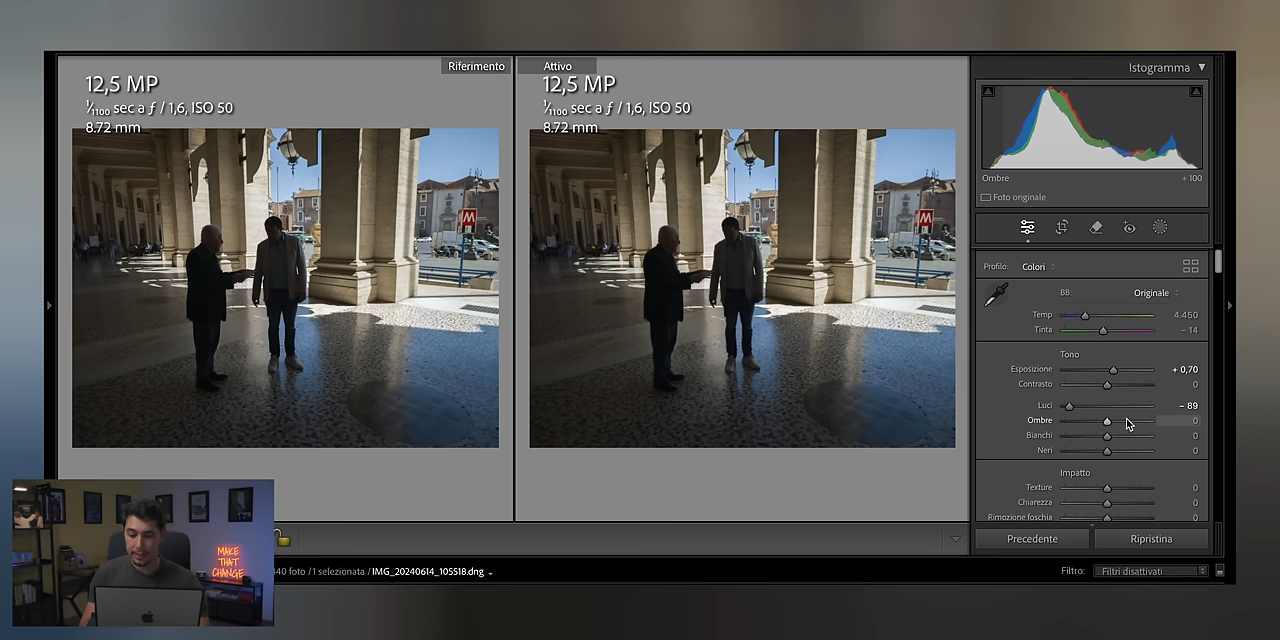 Riferimento
12,5 MP
1/1100 sec a ƒ / 1,6, ISO 50
8.72 mm
M
Attivo
12,5 MP
1/1100 sec a ƒ / 1,6, ISO 50
8.72 mm
M
Istogramma ▼
Ombre + 100
Foto originale
Profilo: Colori
BB: Originale
Temp 4.450
Tinta – 14
Tono
Esposizione + 0,70
Contrasto 0
Luci – 89
Ombre 0
Bianchi 0
Neri 0
Impatto
Texture 0
Chiarezza 0
Rimozione foschia 0
Precedente Ripristina
40 foto / 1 selezionata / IMG_20240614_105518.dng
Filtro: Filtri disattivati
MAKE
THAT
CHANGE